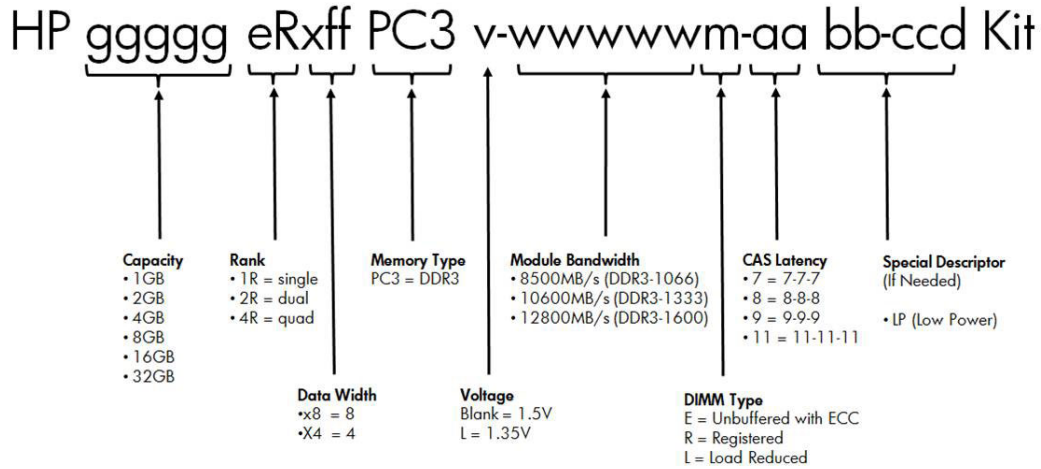 HP ggggg eRxff PC3 v-wwwwwm-aa bb-ccd Kit
Capacity
• 1GB
• 2GB
• 4GB
• 8GB
• 16GB
• 32GB
Rank
• 1R = single
• 2R = dual
• 4R = quad
Memory Type
PC3 = DDR3
Module Bandwidth
• 8500MB/s (DDR3-1066)
• 10600MB/s (DDR3-1333)
• 12800MB/s (DDR3-1600)
CAS Latency
• 7 = 7-7-7
• 8 = 8-8-8
• 9 = 9-9-9
• 11 = 11-11-11
Special Descriptor
(If Needed)
• LP (Low Power)
Data Width
•x8 = 8
•X4 = 4
Voltage
Blank = 1.5V
L = 1.35V
DIMM Type
E = Unbuffered with ECC
R = Registered
L = Load Reduced